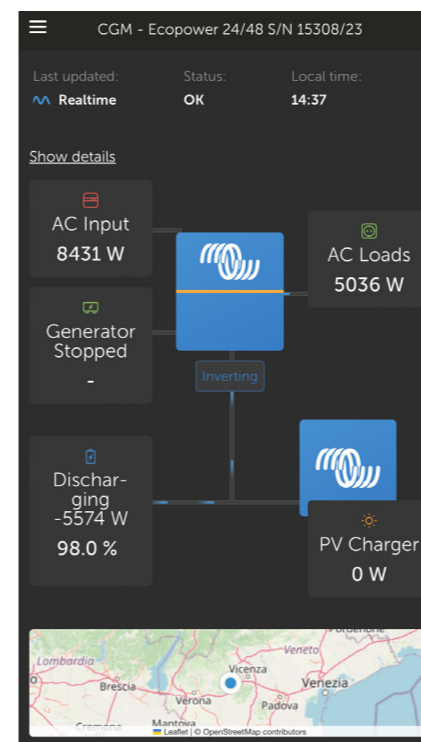 CGM - Ecopower 24/48 S/N 15308/23
Last updated:
Status:
Local time:
Realtime
OK
14:37
Show details
AC Input
8431 W
AC Loads
5036 W
Generator
Stopped
-
Inverting
Dischar-
ging
-5574 W
98.0 %
PV Charger
0 W
Pordenone
Lombardia
Veneto
Vicenza
Brescia
Venezia
Verona
Padova
Cremona
Mantova
Leaflet | © OpenStreetMap contributors